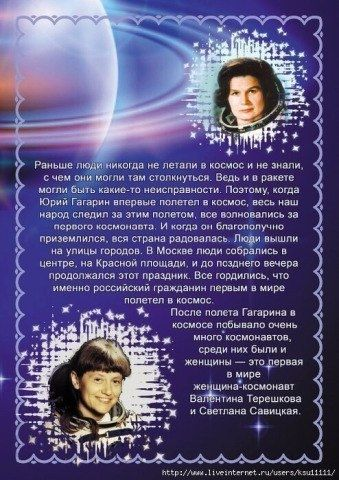 Раньше люди никогда не летали в космос и не знали,
с чем они могли там столкнуться. Ведь и в ракете
могли быть какие-то неисправности. Поэтому, когда
Юрий Гагарин впервые полетел в космос, весь наш
народ следил за этим полетом, все волновались за
первого космонавта. И когда он благополучно
приземлился, вся страна радовалась. Люди вышли
на улицы городов. В Москве люди собрались в
центре, на Красной площади, и до позднего вечера
продолжался этот праздник. Все гордились, что
именно российский гражданин первым в мире
полетел в космос.
После полета Гагарина в
космосе побывало очень
много космонавтов,
среди них были и
женщины — это первая
в мире
женщина-космонавт
Валентина Терешкова
и Светлана Савицкая.
http://www.liveinternet.ru/users/ksu11111/